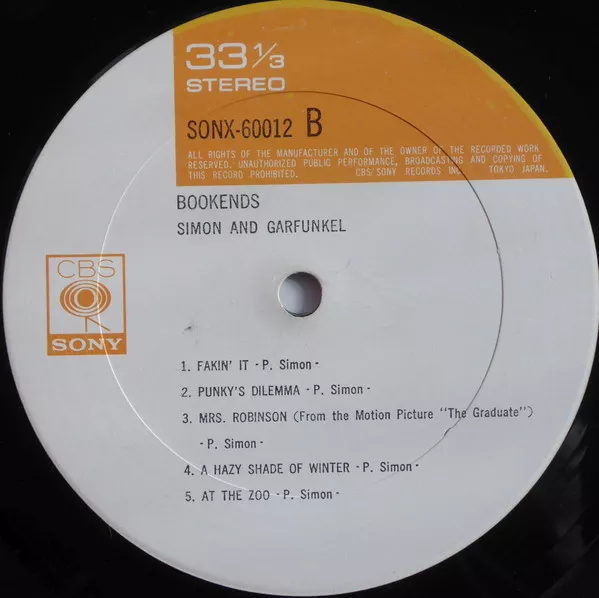 33 1/3
STEREO
SONX-60012 B
ALL RIGHTS OF THE MANUFACTURER AND OF THE OWNER OF THE RECORDED WORK
RESERVED. UNAUTHORIZED PUBLIC PERFORMANCE, BROADCASTING AND COPYING OF
THIS RECORD PROHIBITED. CBS/SONY RECORDS INC. TOKYO JAPAN.
BOOKENDS
SIMON AND GARFUNKEL
CBS
SONY
1. FAKIN' IT - P. Simon -
2. PUNKY'S DILEMMA - P. Simon -
3. MRS. ROBINSON (From the Motion Picture "The Graduate")
- P. Simon -
4. A HAZY SHADE OF WINTER - P. Simon -
5. AT THE ZOO - P. Simon -